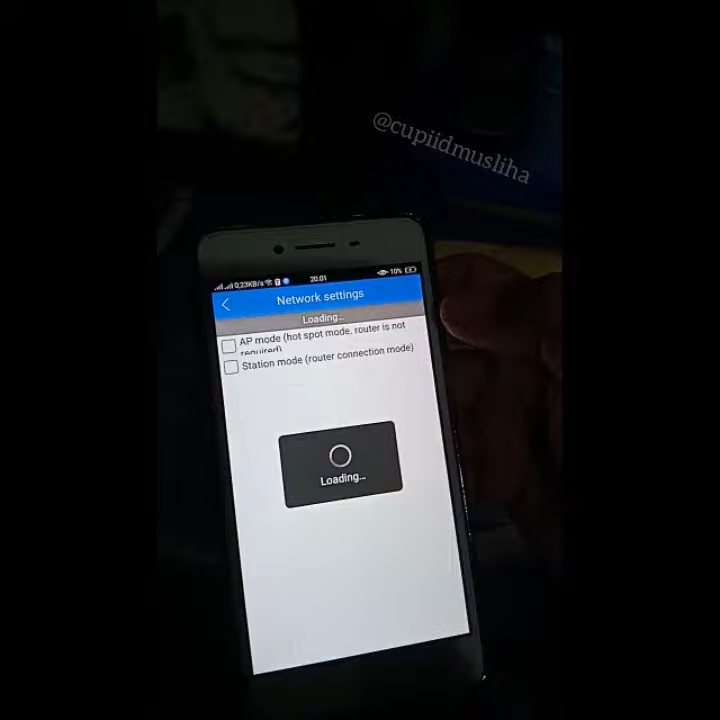 @cupiidmusliha
0,23KB/s 20.01 10%
Network settings
Loading...
AP mode (hot spot mode, router is not
required)
Station mode (router connection mode)
Loading...